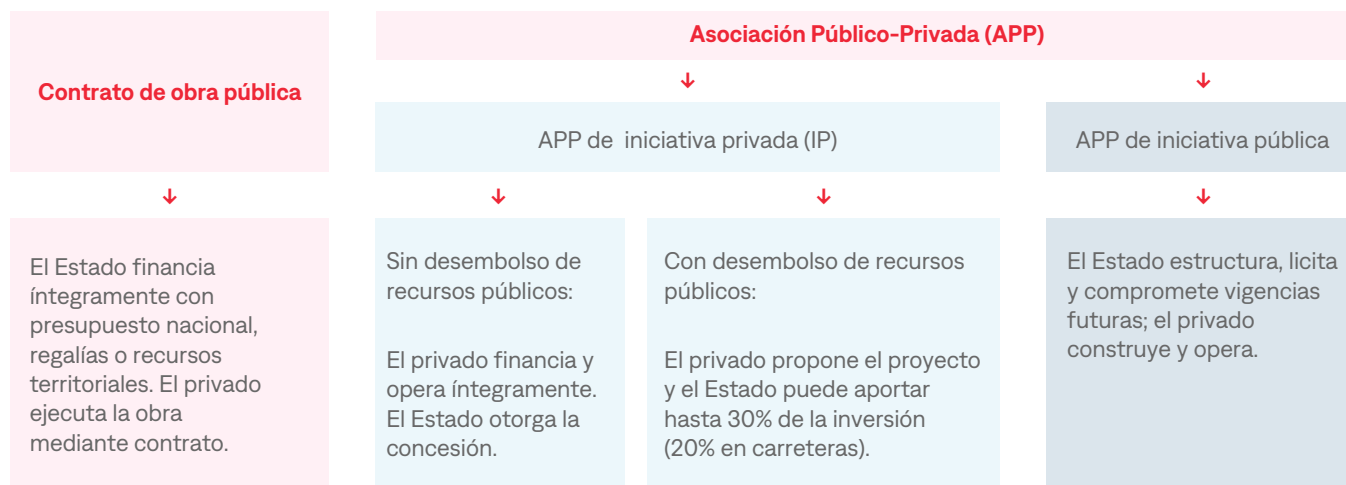 Contrato de obra pública
Asociación Público-Privada (APP)
APP de iniciativa privada (IP)
APP de iniciativa pública
El Estado financia
íntegramente con
presupuesto nacional,
regalías o recursos
territoriales. El privado
ejecuta la obra
mediante contrato.
Sin desembolso de
recursos públicos:
El privado financia y
opera íntegramente.
El Estado otorga la
concesión.
Con desembolso de recursos
públicos:
El privado propone el proyecto
y el Estado puede aportar
hasta 30% de la inversión
(20% en carreteras).
El Estado estructura, licita
y compromete vigencias
futuras; el privado
construye y opera.